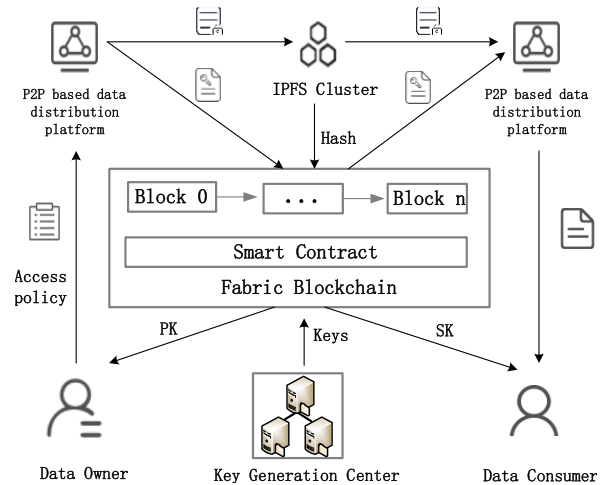 P2P based data
distribution
platform
IPFS Cluster
P2P based data
distribution
platform
Hash
Block 0
...
Block n
Smart Contract
Fabric Blockchain
Access
policy
PK
Keys
SK
Data Owner
Key Generation Center
Data Consumer